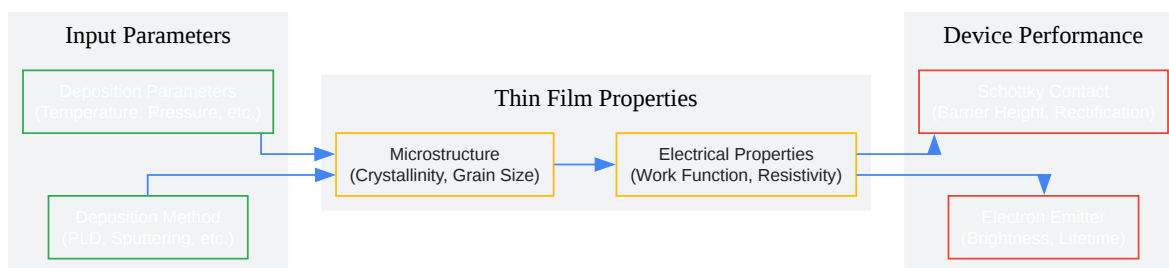 Input Parameters
Deposition Parameters
(Temperature, Pressure, etc.)
Deposition Method
(PLD, Sputtering, etc.)
Thin Film Properties
Microstructure
(Crystallinity, Grain Size)
Electrical Properties
(Work Function, Resistivity)
Device Performance
Schottky Contact
(Barrier Height, Rectification)
Electron Emitter
(Brightness, Lifetime)